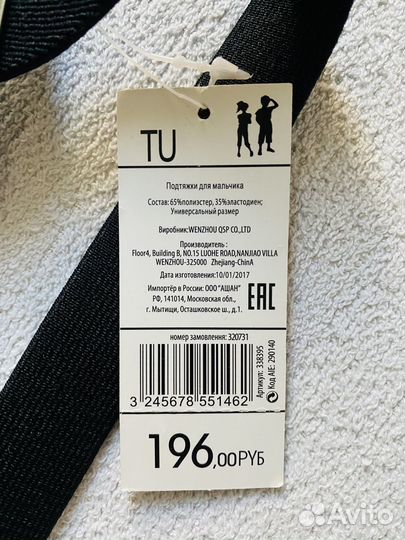 TU
Подтяжки для мальчика
Состав: 65%полиэстер, 35%эластодиен;
Универсальный размер
Виробник:WENZHOU QSP CO.,LTD
Производитель :
Floor4, Building B, NO.15 LUOHE ROAD,NANJIAO VILLA
WENZHOU-325000 Zhejiang-ChinA
Дата изготовления:10/01/2017
Импортёр в России: ООО "АШАН"
РФ, 141014, Московская обл.,
г. Мытищи, Осташковское ш., д.1.
EAC
номер замовлення: 320731
3 245678 551462
Артикул: 338395
Код AIE: 290140
196,00РУБ
Avito